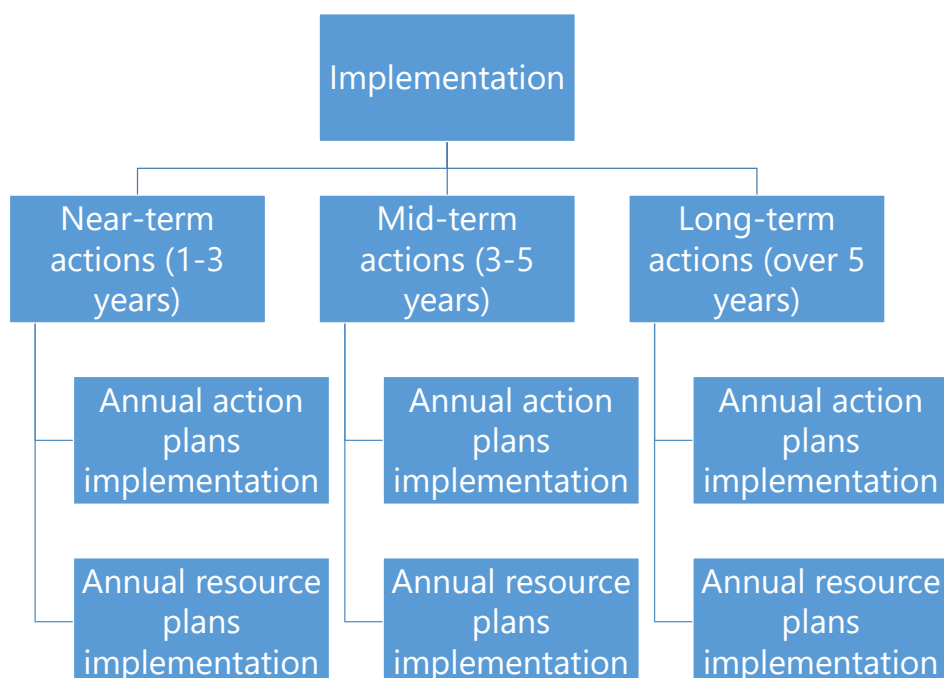 Implementation
Near-term
actions (1-3
years)
Mid-term
actions (3-5
years)
Long-term
actions (over 5
years)
Annual action
plans
implementation
Annual action
plans
implementation
Annual action
plans
implementation
Annual resource
plans
implementation
Annual resource
plans
implementation
Annual resource
plans
implementation